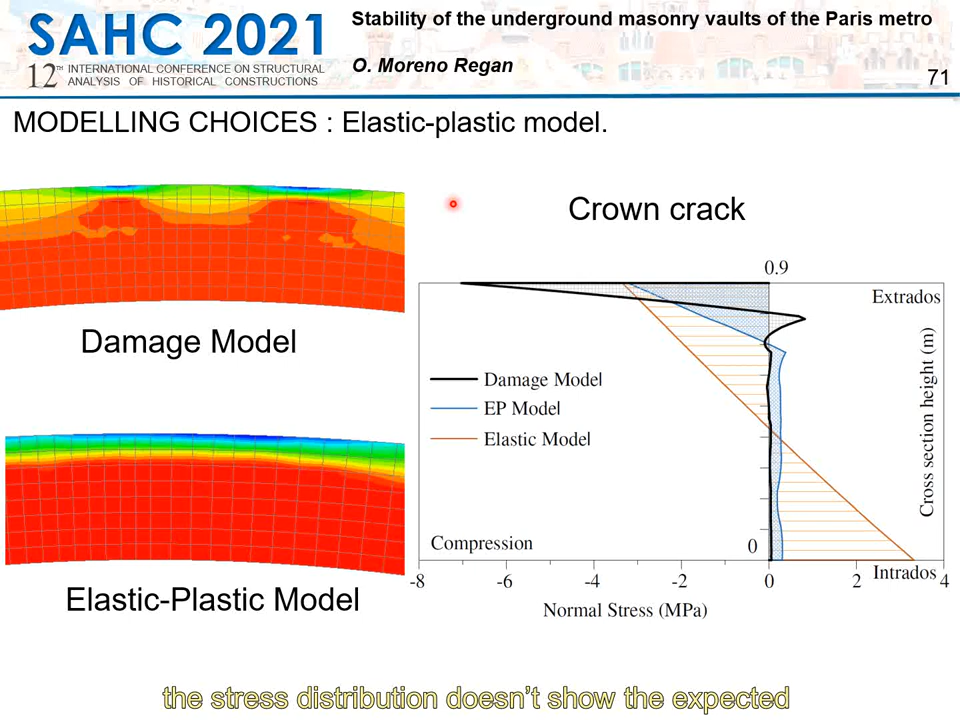 SAHC 2021
12TH INTERNATIONAL CONFERENCE ON STRUCTURAL
ANALYSIS OF HISTORICAL CONSTRUCTIONS
Stability of the underground masonry vaults of the Paris metro
O. Moreno Regan
71
MODELLING CHOICES : Elastic-plastic model.
Damage Model
Elastic-Plastic Model
Crown crack
0.9
Extrados
Cross section height (m)
Damage Model
EP Model
Elastic Model
Compression
0
Intrados
-8 -6 -4 -2 0 2 4
Normal Stress (MPa)
the stress distribution doesn't show the expected